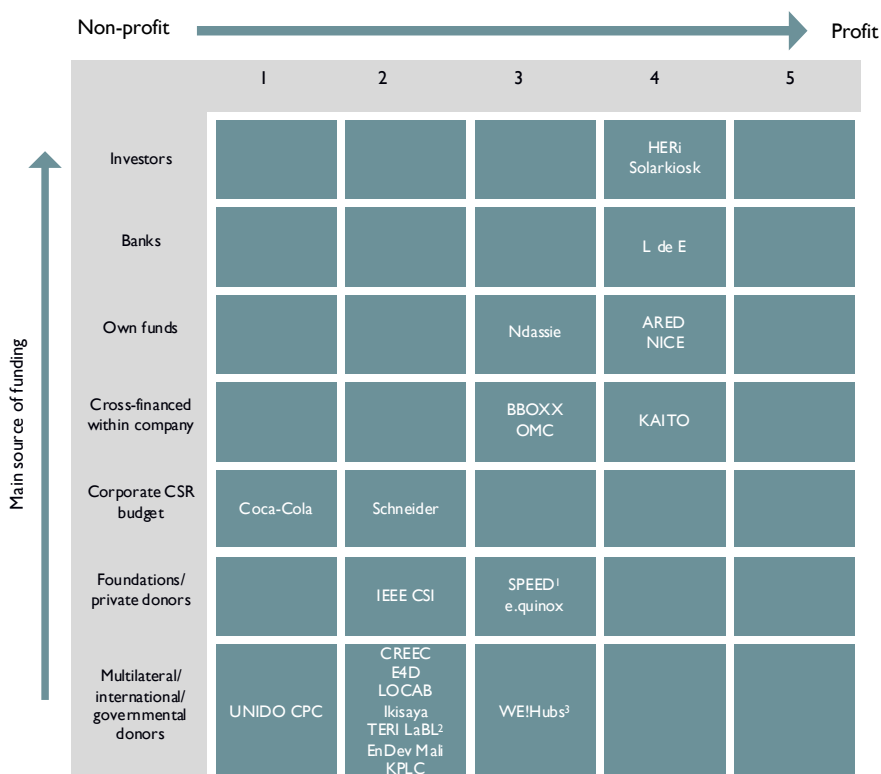 Non-profit
Profit
1 2 3 4 5
Main source of funding
Investors
HERi
Solarkiosk
Banks
L de E
Own funds
Ndassie
ARED
NICE
Cross-financed
within company
BBOXX
OMC
KAITO
Corporate CSR
budget
Coca-Cola
Schneider
Foundations/
private donors
IEEE CSI
SPEED¹
e.quinox
Multilateral/
international/
governmental
donors
UNIDO CPC
CREEC
E4D
LOCAB
Ikisaya
TERI LaBL²
EnDev Mali
KPLC
WE!Hubs³